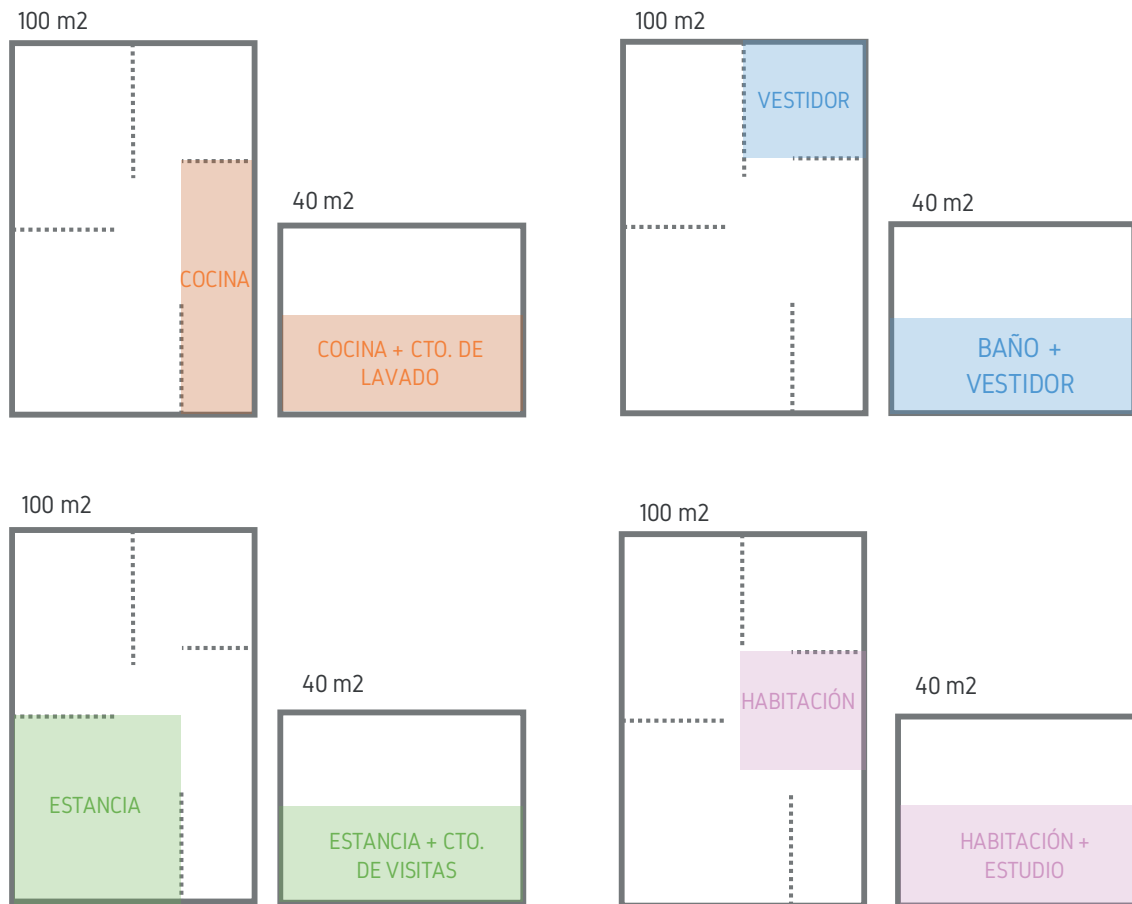 100 m2
COCINA
40 m2
COCINA + CTO. DE
LAVADO
100 m2
VESTIDOR
40 m2
BAÑO +
VESTIDOR
100 m2
ESTANCIA
40 m2
ESTANCIA + CTO.
DE VISITAS
100 m2
HABITACIÓN
40 m2
HABITACIÓN +
ESTUDIO